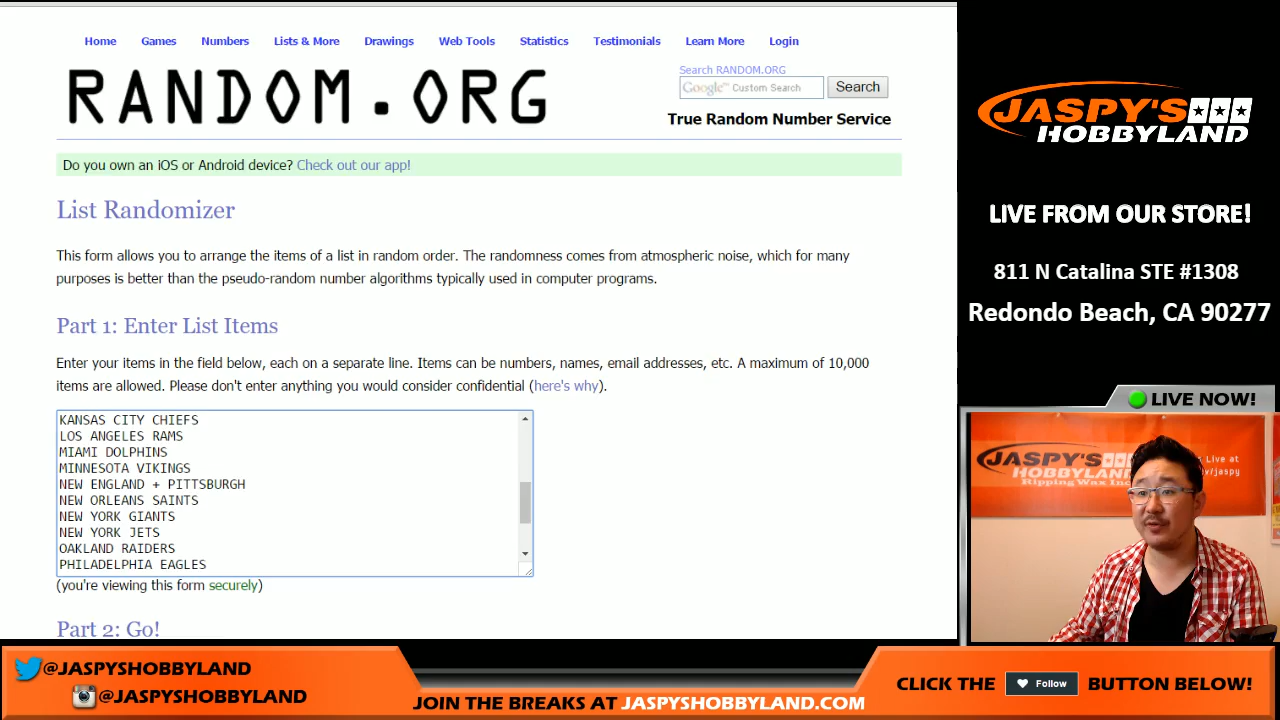 Home Games Numbers Lists & More Drawings Web Tools Statistics Testimonials Learn More Login
RANDOM.ORG
Search RANDOM.ORG
Google™ Custom Search Search
True Random Number Service
Do you own an iOS or Android device? Check out our app!
List Randomizer
This form allows you to arrange the items of a list in random order. The randomness comes from atmospheric noise, which for many
purposes is better than the pseudo-random number algorithms typically used in computer programs.
Part 1: Enter List Items
Enter your items in the field below, each on a separate line. Items can be numbers, names, email addresses, etc. A maximum of 10,000
items are allowed. Please don't enter anything you would consider confidential (here's why).
KANSAS CITY CHIEFS
LOS ANGELES RAMS
MIAMI DOLPHINS
MINNESOTA VIKINGS
NEW ENGLAND + PITTSBURGH
NEW ORLEANS SAINTS
NEW YORK GIANTS
NEW YORK JETS
OAKLAND RAIDERS
PHILADELPHIA EAGLES
(you're viewing this form securely)
Part 2: Go!
JASPY'S
HOBBYLAND
LIVE FROM OUR STORE!
811 N Catalina STE #1308
Redondo Beach, CA 90277
LIVE NOW!
JASPY'S
HOBBYLAND
Ripping Wax Inc
Live at
/jaspy
@JASPYSHOBBYLAND
@JASPYSHOBBYLAND
JOIN THE BREAKS AT JASPYSHOBBYLAND.COM
CLICK THE Follow BUTTON BELOW!